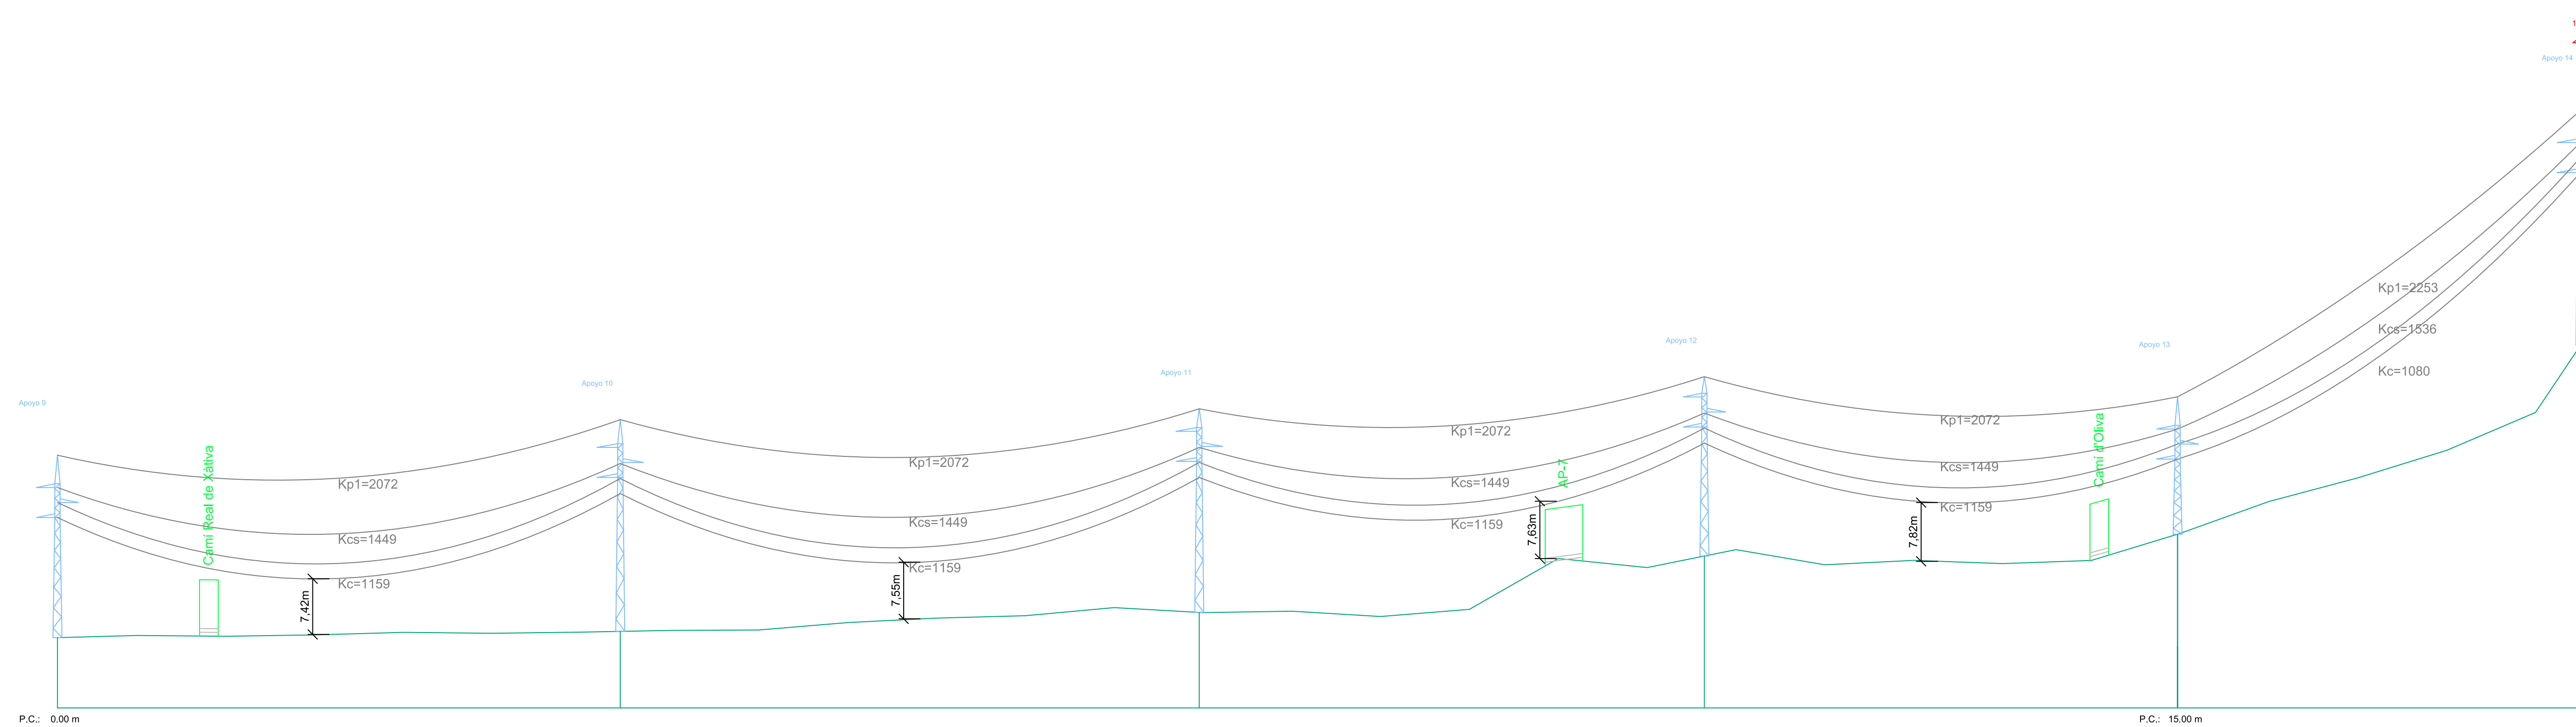 1
Apoyo 14
Kp1=2253
Kcs=1536
Kc=1080
Apoyo 12
Apoyo 13
Apoyo 11
Apoyo 10
Apoyo 9
Kp1=2072
Kp1=2072
Kp1=2072
Kp1=2072
Camí Real de Xàtiva
AP-7
Camí d'Oliva
Kcs=1449
Kcs=1449
Kcs=1449
Kcs=1449
Kc=1159
Kc=1159
Kc=1159
Kc=1159
7,42m
7,55m
7,63m
7,82m
P.C.: 0.00 m
P.C.: 15.00 m